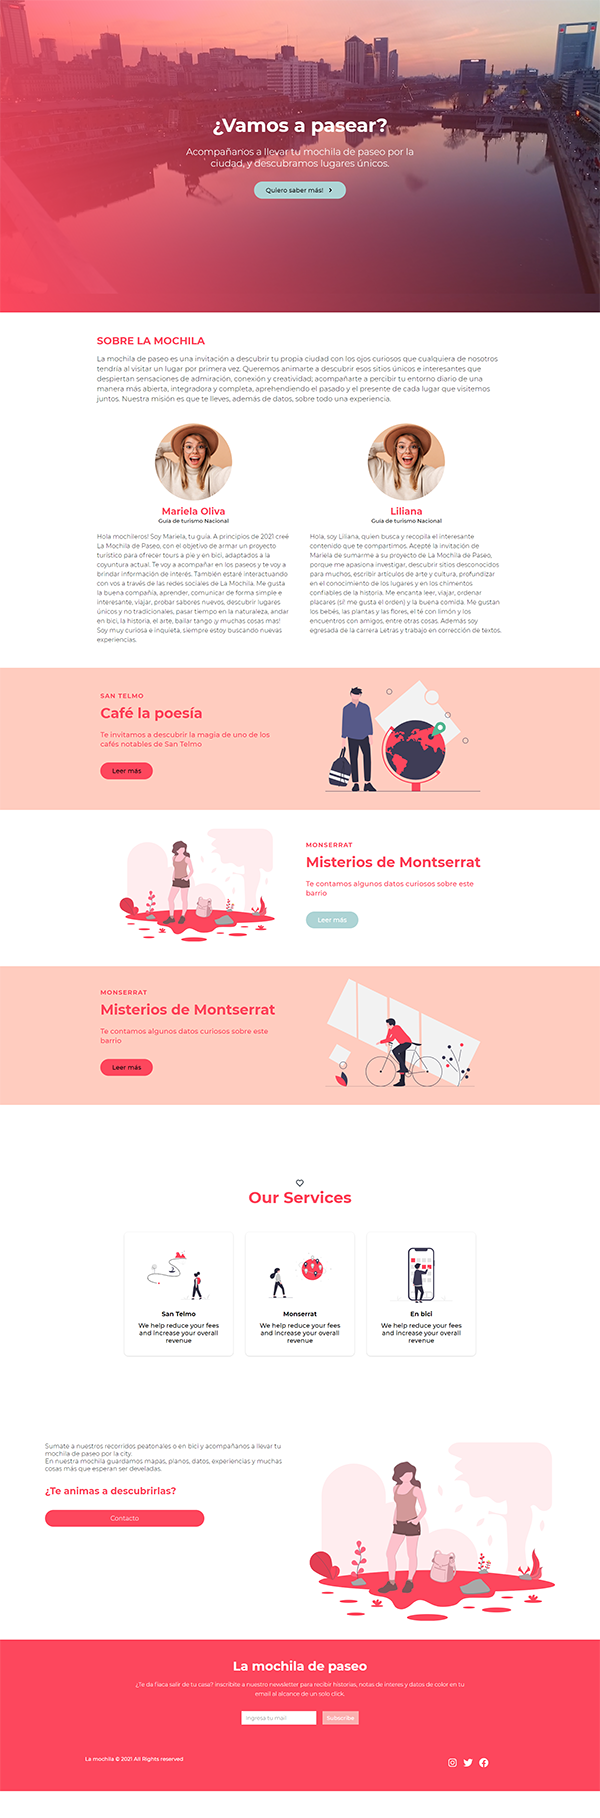 ¿Vamos a pasear?
Acompañanos a llevar tu mochila de paseo por la
ciudad, y descubramos lugares únicos.
Quiero saber más!
SOBRE LA MOCHILA
La mochila de paseo es una invitación a descubrir tu propia ciudad con los ojos curiosos que cualquiera de nosotros
tendría al visitar un lugar por primera vez. Queremos animarte a descubrir esos sitios únicos e interesantes que
despiertan sensaciones de admiración, conexión y creatividad; acompañarte a percibir tu entorno diario de una
manera más abierta, integradora y completa, aprehendiendo el pasado y el presente de cada lugar que visitemos
juntos. Nuestra misión es que te lleves, además de datos, sobre todo una experiencia.
Mariela Oliva
Guia de turismo Nacional
Hola mochileros! Soy Mariela, tu guía. A principios de 2021 creé
La Mochila de Paseo, con el objetivo de armar un proyecto
turístico para ofrecer tours a pie y en bici, adaptados a la
coyuntura actual. Te voy a acompañar en los paseos y te voy a
brindar información de interés. También estaré interactuando
con vos a través de las redes sociales de La Mochila. Me gusta
la buena compañía, aprender, comunicar de forma simple e
interesante, viajar, probar sabores nuevos, descubrir lugares
únicos y no tradicionales, pasar tiempo en la naturaleza, andar
en bici, la historia, el arte, bailar tango ¡y muchas cosas mas!
Soy muy curiosa e inquieta, siempre estoy buscando nuevas
experiencias.
Liliana
Guia de turismo Nacional
Hola, soy Liliana, quien busca y recopila el interesante
contenido que te compartimos. Acepté la invitación de
Mariela de sumarme a su proyecto de La Mochila de Paseo,
porque me apasiona investigar, descubrir sitios desconocidos
para muchos, escribir artículos de arte y cultura, profundizar
en el conocimiento de los lugares y en los chimentos
confiables de la historia. Me encanta leer, viajar, ordenar
placares (sí! me gusta el orden) y la buena comida. Me gustan
los bebés, las plantas y las flores, el té con limón y los
encuentros con amigos, entre otras cosas. Además soy
egresada de la carrera Letras y trabajo en corrección de textos.
SAN TELMO
Café la poesía
Te invitamos a descubrir la magia de uno de los
cafés notables de San Telmo
Leer más
MONSERRAT
Misterios de Montserrat
Te contamos algunos datos curiosos sobre este
barrio
Leer más
MONSERRAT
Misterios de Montserrat
Te contamos algunos datos curiosos sobre este
barrio
Leer más
Our Services
San Telmo
We help reduce your fees
and increase your overall
revenue
Monserrat
We help reduce your fees
and increase your overall
revenue
En bici
We help reduce your fees
and increase your overall
revenue
Sumate a nuestros recorridos peatonales o en bici y acompañanos a llevar tu
mochila de paseo por la city.
En nuestra mochila guardamos mapas, planos, datos, experiencias y muchas
cosas más que esperan ser develadas.
¿Te animas a descubrirlas?
Contacto
La mochila de paseo
¿Te da fiaca salir de tu casa? Inscribite a nuestro newsletter para recibir historias, notas de interes y datos de color en tu
email al alcance de un solo click.
Ingresa tu mail
Subscribe
La mochila © 2021 All Rights reserved